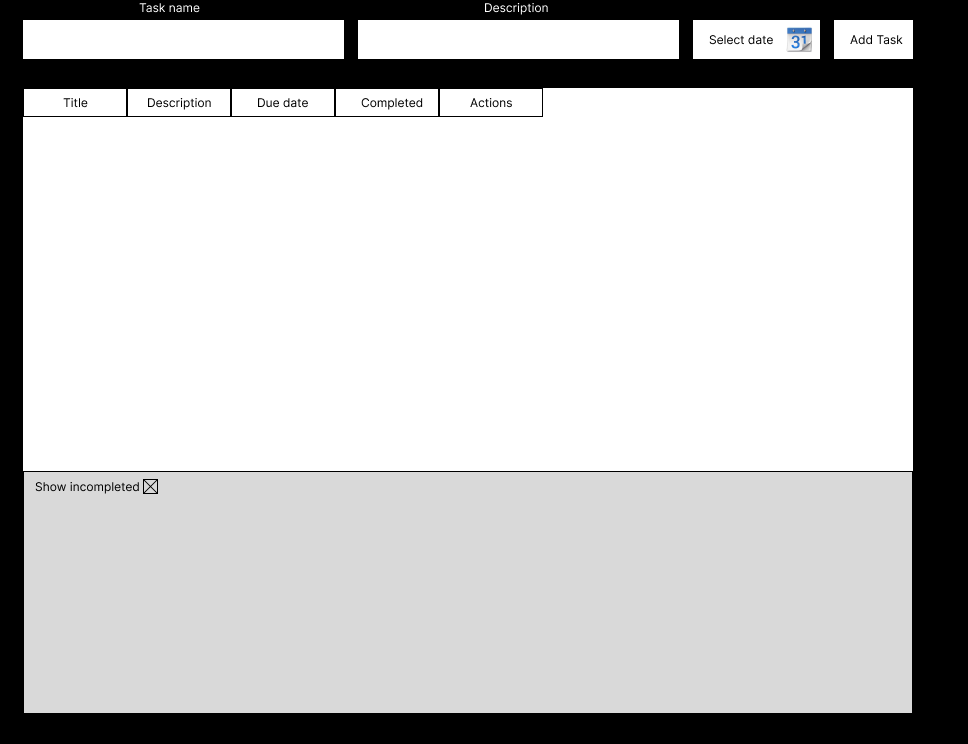 Task name
Description
Select date 31
Add Task
Title
Description
Due date
Completed
Actions
Show incompleted